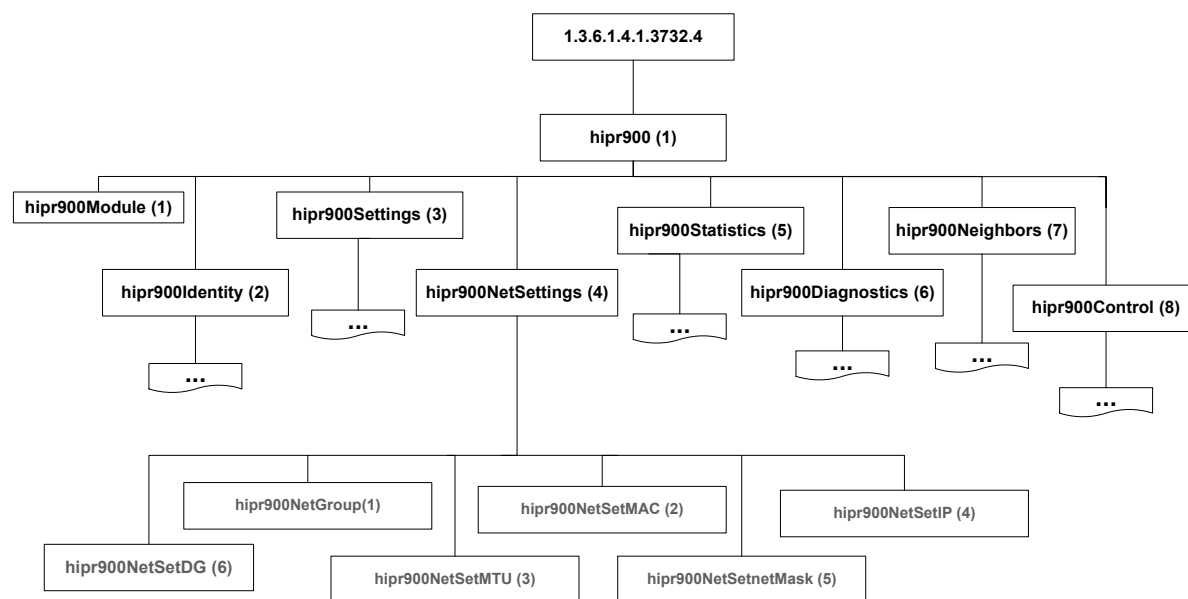 1.3.6.1.4.1.3732.4
hipr900 (1)
hipr900Module (1)
hipr900Settings (3)
hipr900Statistics (5)
hipr900Neighbors (7)
hipr900Identity (2)
hipr900NetSettings (4)
hipr900Diagnostics (6)
hipr900Control (8)
...
...
...
...
...
...
hipr900NetGroup(1)
hipr900NetSetMAC (2)
hipr900NetSetIP (4)
hipr900NetSetDG (6)
hipr900NetSetMTU (3)
hipr900NetSetnetMask (5)